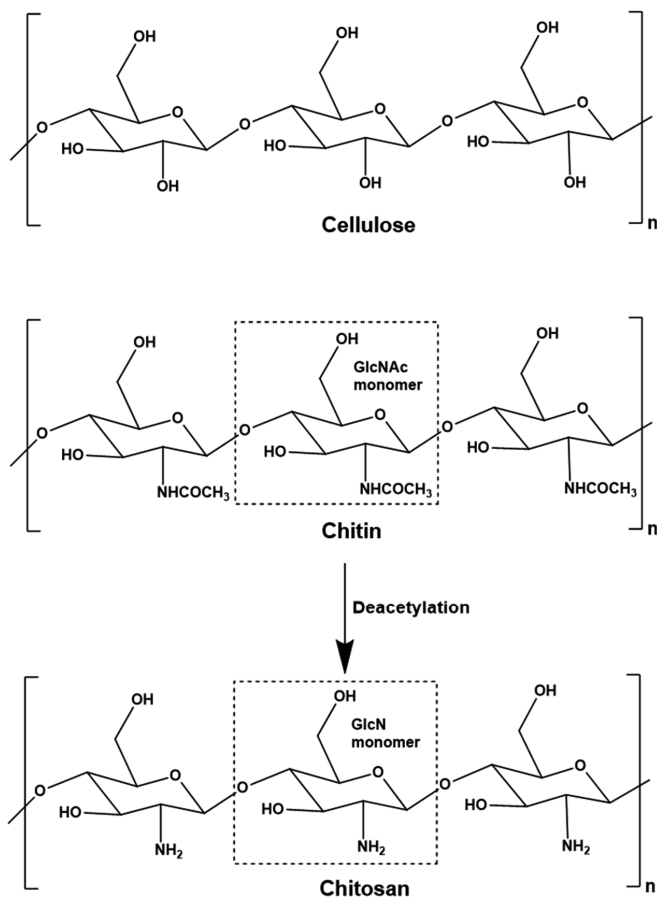 OH OH OH
O O O O O O
HO HO HO
OH OH OH
n
Cellulose
OH OH OH
GlcNAc
monomer
O O O O O O
HO HO HO
NHCOCH3 NHCOCH3 NHCOCH3
n
Chitin
Deacetylation
OH OH OH
GlcN
monomer
O O O O O O
HO HO HO
NH2 NH2 NH2
n
Chitosan